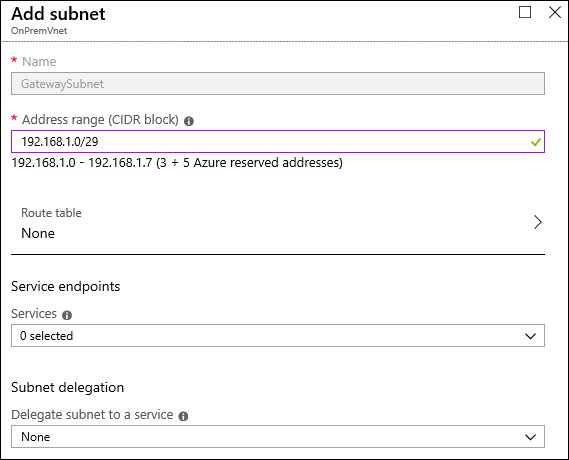 Add subnet
OnPremVnet
* Name
GatewaySubnet
* Address range (CIDR block)
192.168.1.0/29
192.168.1.0 - 192.168.1.7 (3 + 5 Azure reserved addresses)
Route table
None
Service endpoints
Services
0 selected
Subnet delegation
Delegate subnet to a service
None